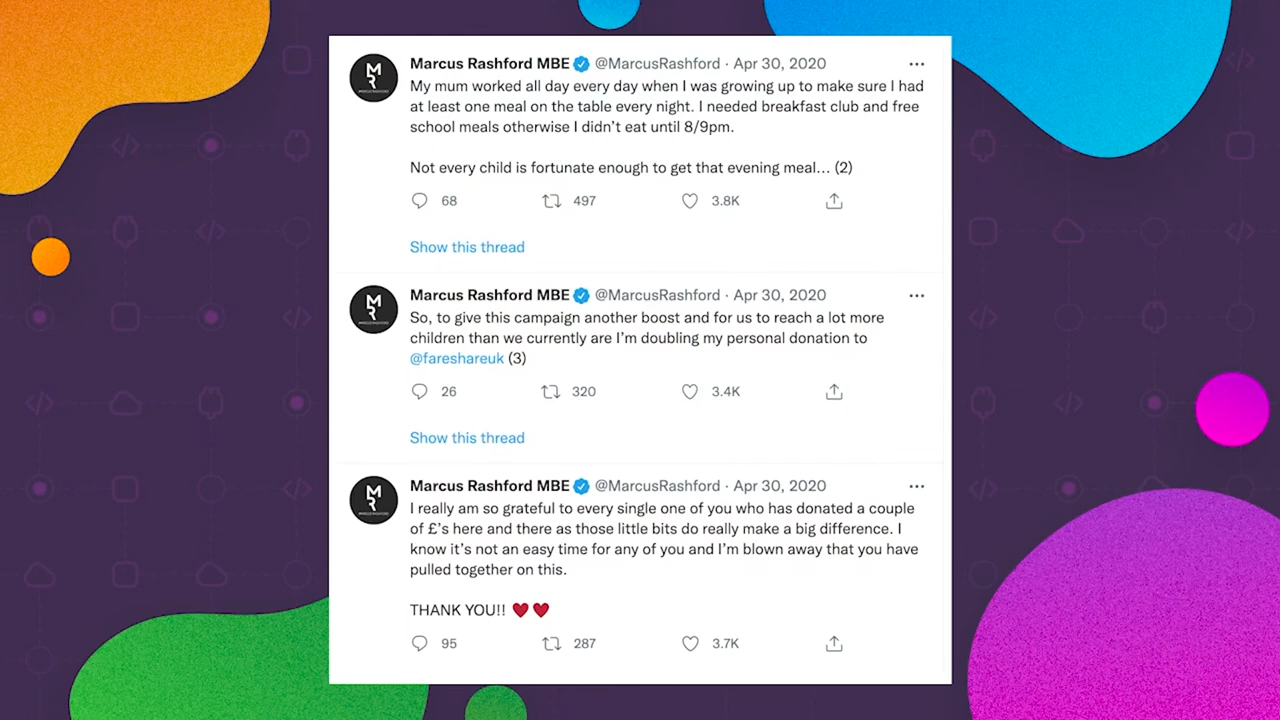 Marcus Rashford MBE @MarcusRashford · Apr 30, 2020
My mum worked all day every day when I was growing up to make sure I had
at least one meal on the table every night. I needed breakfast club and free
school meals otherwise I didn’t eat until 8/9pm.
Not every child is fortunate enough to get that evening meal... (2)
68 497 3.8K
Show this thread
Marcus Rashford MBE @MarcusRashford · Apr 30, 2020
So, to give this campaign another boost and for us to reach a lot more
children than we currently are I’m doubling my personal donation to
@fareshareuk (3)
26 320 3.4K
Show this thread
Marcus Rashford MBE @MarcusRashford · Apr 30, 2020
I really am so grateful to every single one of you who has donated a couple
of £’s here and there as those little bits do really make a big difference. I
know it’s not an easy time for any of you and I’m blown away that you have
pulled together on this.
THANK YOU!! ♥♥
95 287 3.7K